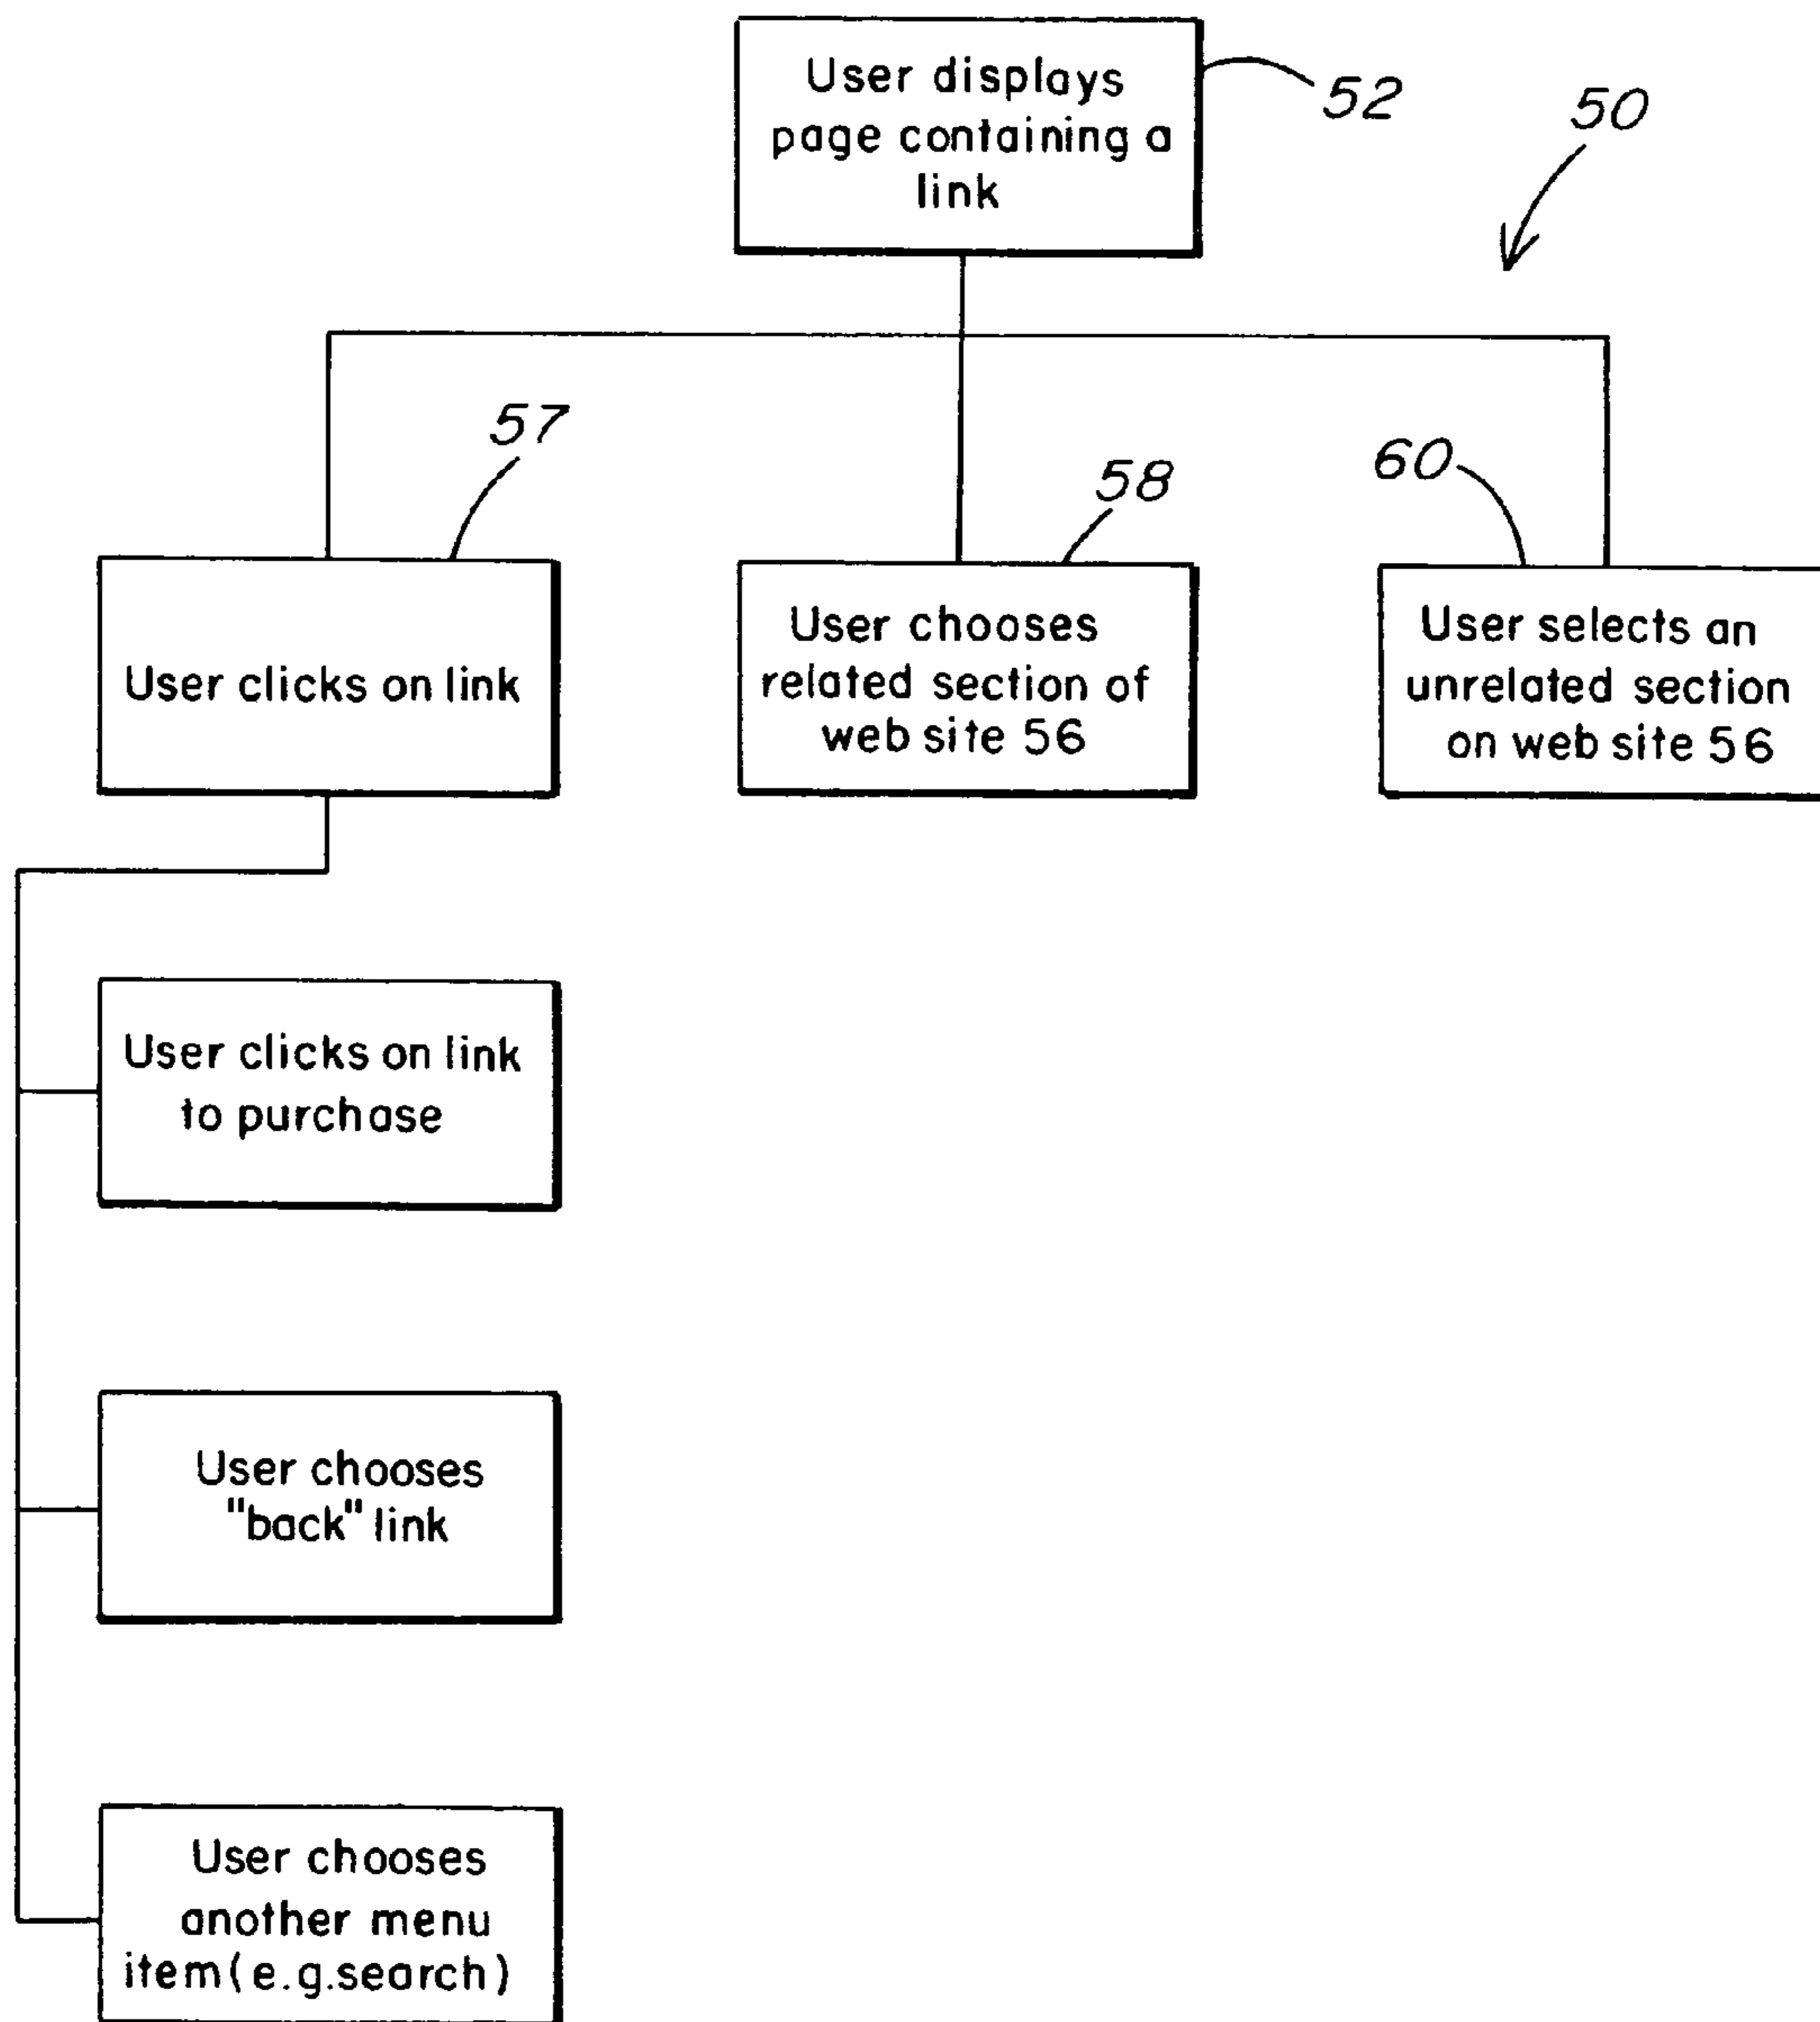 User displays
page containing a
link
52
50
57
58
60
User clicks on link
User chooses
related section of
web site 56
User selects an
unrelated section
on web site 56
User clicks on link
to purchase
User chooses
"back" link
User chooses
another menu
item(e.g.search)